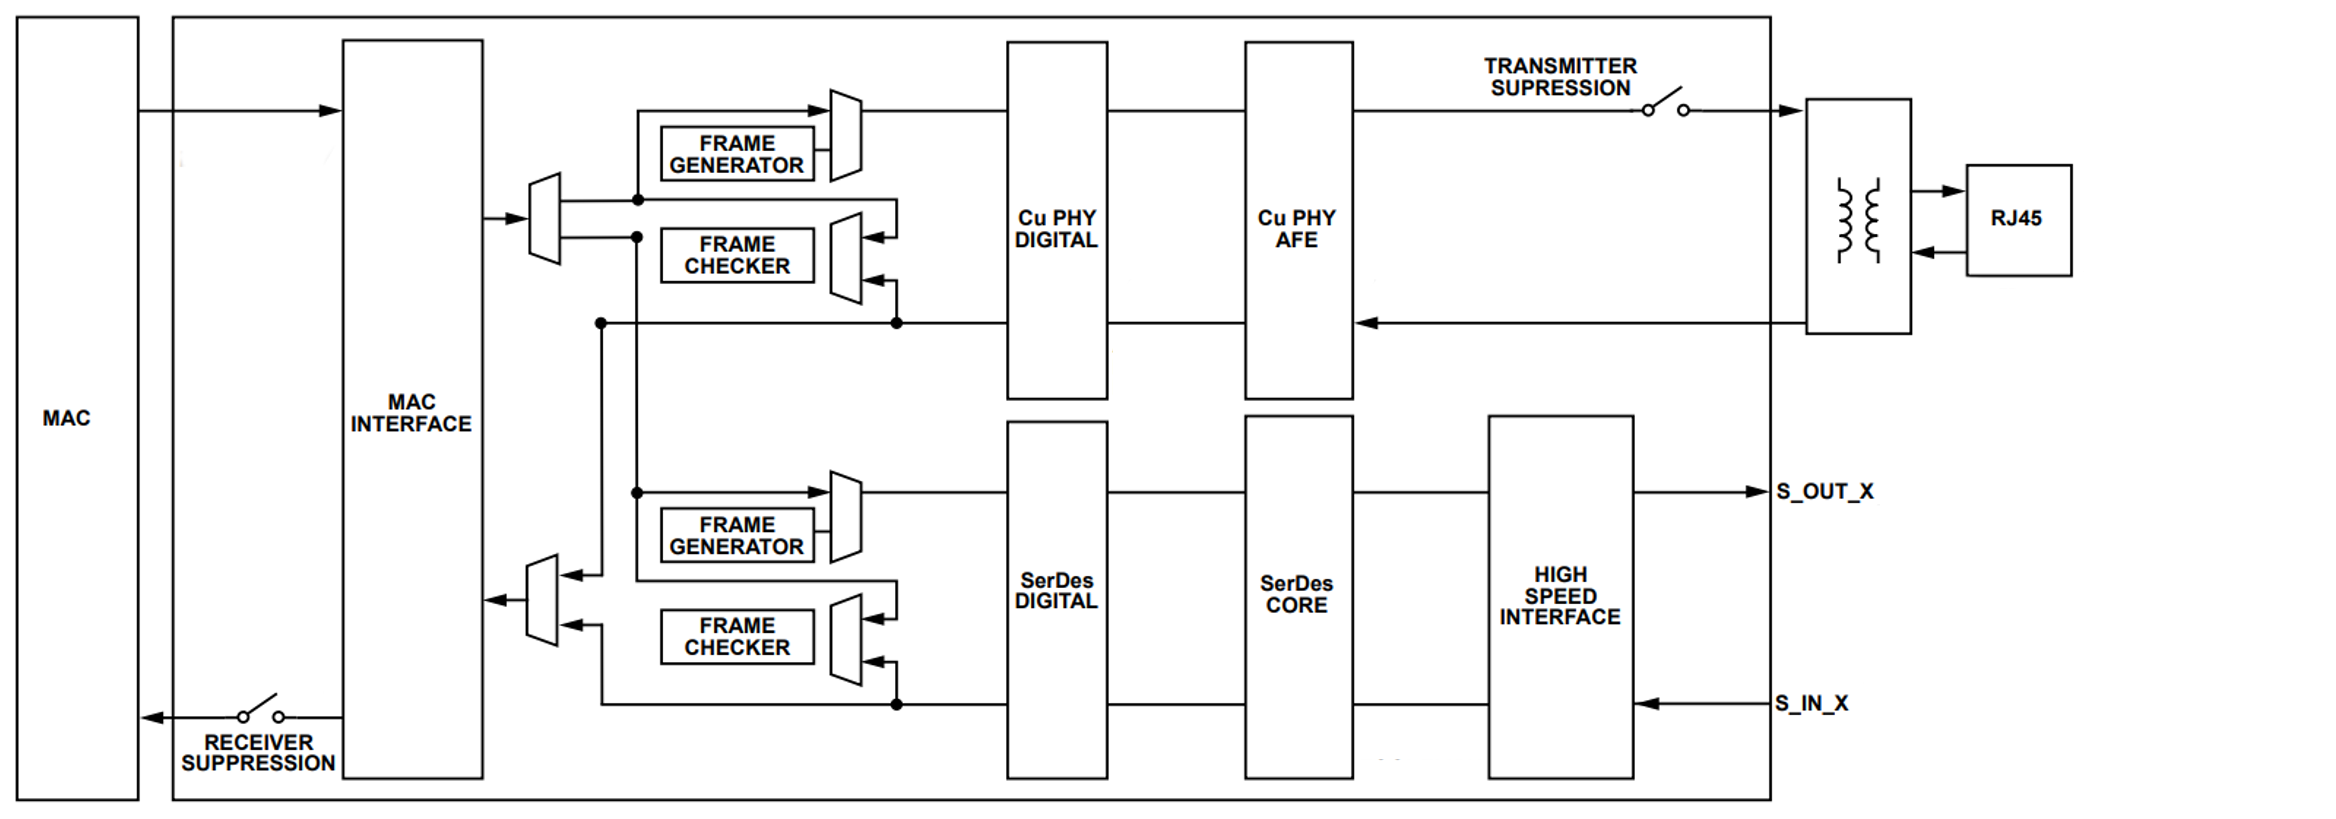 TRANSMITTER
SUPRESSION
FRAME
GENERATOR
FRAME
CHECKER
Cu PHY
DIGITAL
Cu PHY
AFE
RJ45
MAC
MAC
INTERFACE
FRAME
GENERATOR
FRAME
CHECKER
SerDes
DIGITAL
SerDes
CORE
HIGH
SPEED
INTERFACE
S_OUT_X
S_IN_X
RECEIVER
SUPPRESSION